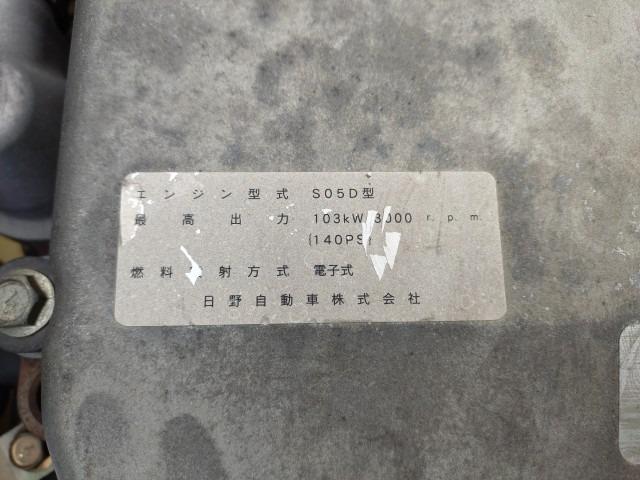 エンジン型式 S05D型
最高出力 103kW/3000 r.p.m.
(140PS)
燃料 射方式 電子式
日野自動車株式会社